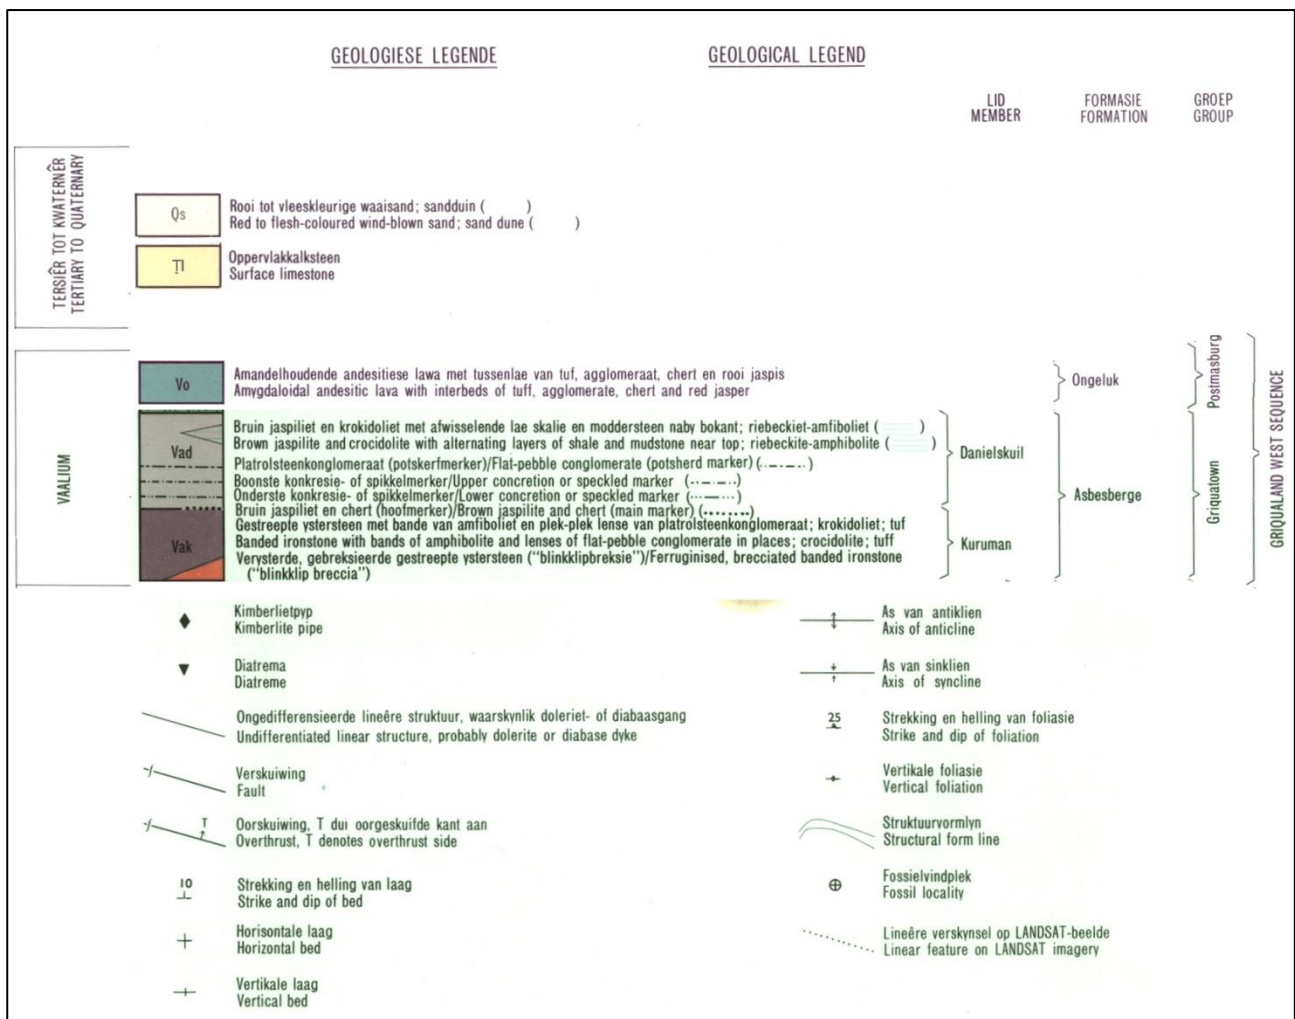 GEOLOGIESE LEGENDE
GEOLOGICAL LEGEND
LID
MEMBER
FORMASIE
FORMATION
GROEP
GROUP
TERSIÊR TOT KWATERNÊR
TERTIARY TO QUATERNARY
Qs
Rooi tot vleeskleurige waaisand; sandduin ( )
Red to flesh-coloured wind-blown sand; sand dune ( )
Tl
Oppervlakkalksteen
Surface limestone
VAALIUM
Vo
Amandelhoudende andesitiese lawa met tussenlae van tuf, agglomeraat, chert en rooi jaspis
Amygdaloidal andesitic lava with interbeds of tuff, agglomerate, chert and red jasper
Ongeluk
Postmasburg
GRIQUALAND WEST SEQUENCE
Vad
Bruin jaspiliet en krokidoliet met afwisselende lae skalie en moddersteen naby bokant; riebeckiet-amfiboliet ( )
Brown jaspilite and crocidolite with alternating layers of shale and mudstone near top; riebeckite-amphibolite ( )
Platrolsteenkonglomeraat (potskerfmerker)/Flat-pebble conglomerate (potsherd marker) ( )
Boonste konkresie- of spikkelmerker/Upper concretion or speckled marker ( )
Onderste konkresie- of spikkelmerker/Lower concretion or speckled marker ( )
Bruin jaspiliet en chert (hoofmerker)/Brown jaspilite and chert (main marker) ( )
Danielskuil
Asbesberge
Griquatown
Vak
Gestreepte ystersteen met bande van amfiboliet en plek-plek lense van platrolsteenkonglomeraat; krokidoliet; tuf
Banded ironstone with bands of amphibolite and lenses of flat-pebble conglomerate in places; crocidolite; tuff
Verysterde, gebreksieerde gestreepte ystersteen ("blinkklipbreksie")/Ferruginised, brecciated banded ironstone
("blinkklip breccia")
Kuruman
Kimberlietpyp
Kimberlite pipe
Diatrema
Diatreme
Ongedifferensieerde lineêre struktuur, waarskynlik doleriet- of diabaasgang
Undifferentiated linear structure, probably dolerite or diabase dyke
Verskuiwing
Fault
T
Oorskuiwing, T dui oorgeskuifde kant aan
Overthrust, T denotes overthrust side
10
Strekking en helling van laag
Strike and dip of bed
Horisontale laag
Horizontal bed
Vertikale laag
Vertical bed
As van antiklien
Axis of anticline
As van sinklien
Axis of syncline
25
Strekking en helling van foliasie
Strike and dip of foliation
Vertikale foliasie
Vertical foliation
Struktuurvormlyn
Structural form line
Fossielvindplek
Fossil locality
Lineêre verskynsel op LANDSAT-beelde
Linear feature on LANDSAT imagery